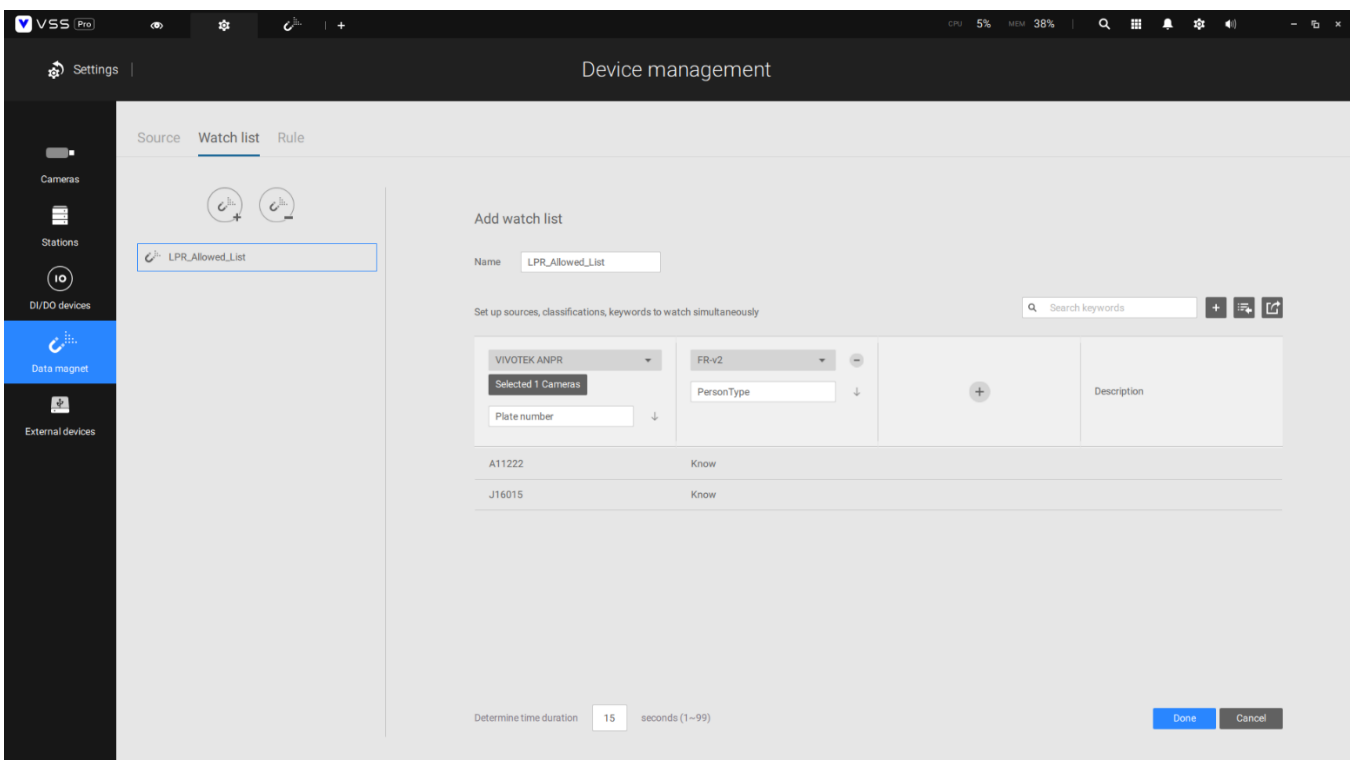 VSS Pro CPU 5% MEM 38%
Settings Device management
Source Watch list Rule
Cameras
Stations
DI/DO devices
Data magnet
External devices
LPR_Allowed_List
Add watch list
Name LPR_Allowed_List
Set up sources, classifications, keywords to watch simultaneously Search keywords
VIVOTEK ANPR FR-v2
Selected 1 Cameras PersonType Description
Plate number
A11222 Know
J16015 Know
Determine time duration 15 seconds (1~99) Done Cancel
IO